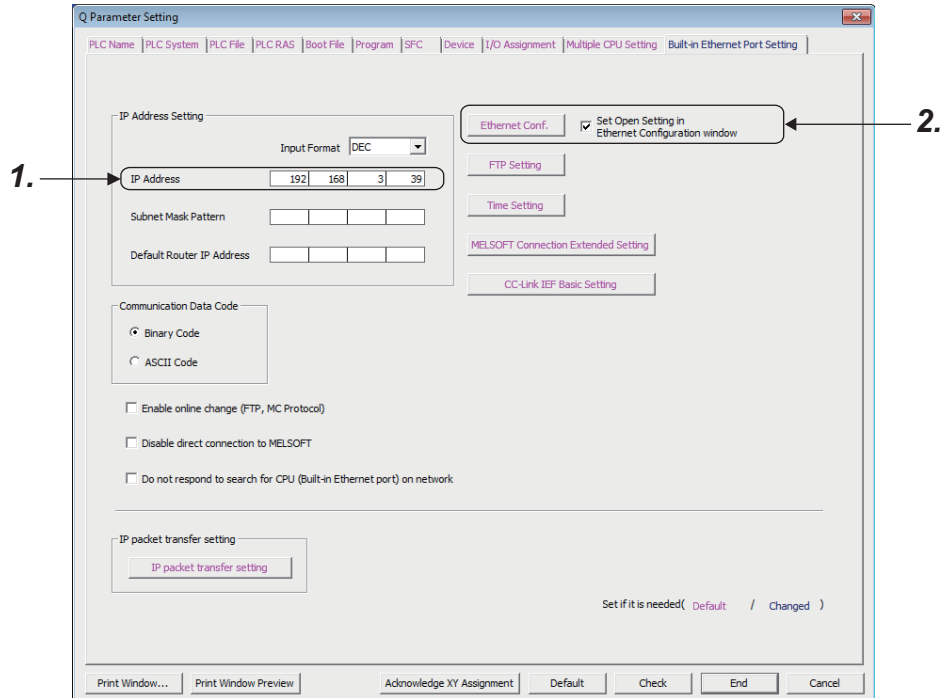 Q Parameter Setting
PLC Name PLC System PLC File PLC RAS Boot File Program SFC Device I/O Assignment Multiple CPU Setting Built-in Ethernet Port Setting
IP Address Setting
Input Format DEC
1.
IP Address 192 168 3 39
Subnet Mask Pattern
Default Router IP Address
Ethernet Conf.
Set Open Setting in
Ethernet Configuration window
2.
FTP Setting
Time Setting
MELSOFT Connection Extended Setting
CC-Link IEF Basic Setting
Communication Data Code
Binary Code
ASCII Code
Enable online change (FTP, MC Protocol)
Disable direct connection to MELSOFT
Do not respond to search for CPU (Built-in Ethernet port) on network
IP packet transfer setting
IP packet transfer setting
Set if it is needed( Default / Changed )
Print Window... Print Window Preview Acknowledge XY Assignment Default Check End Cancel